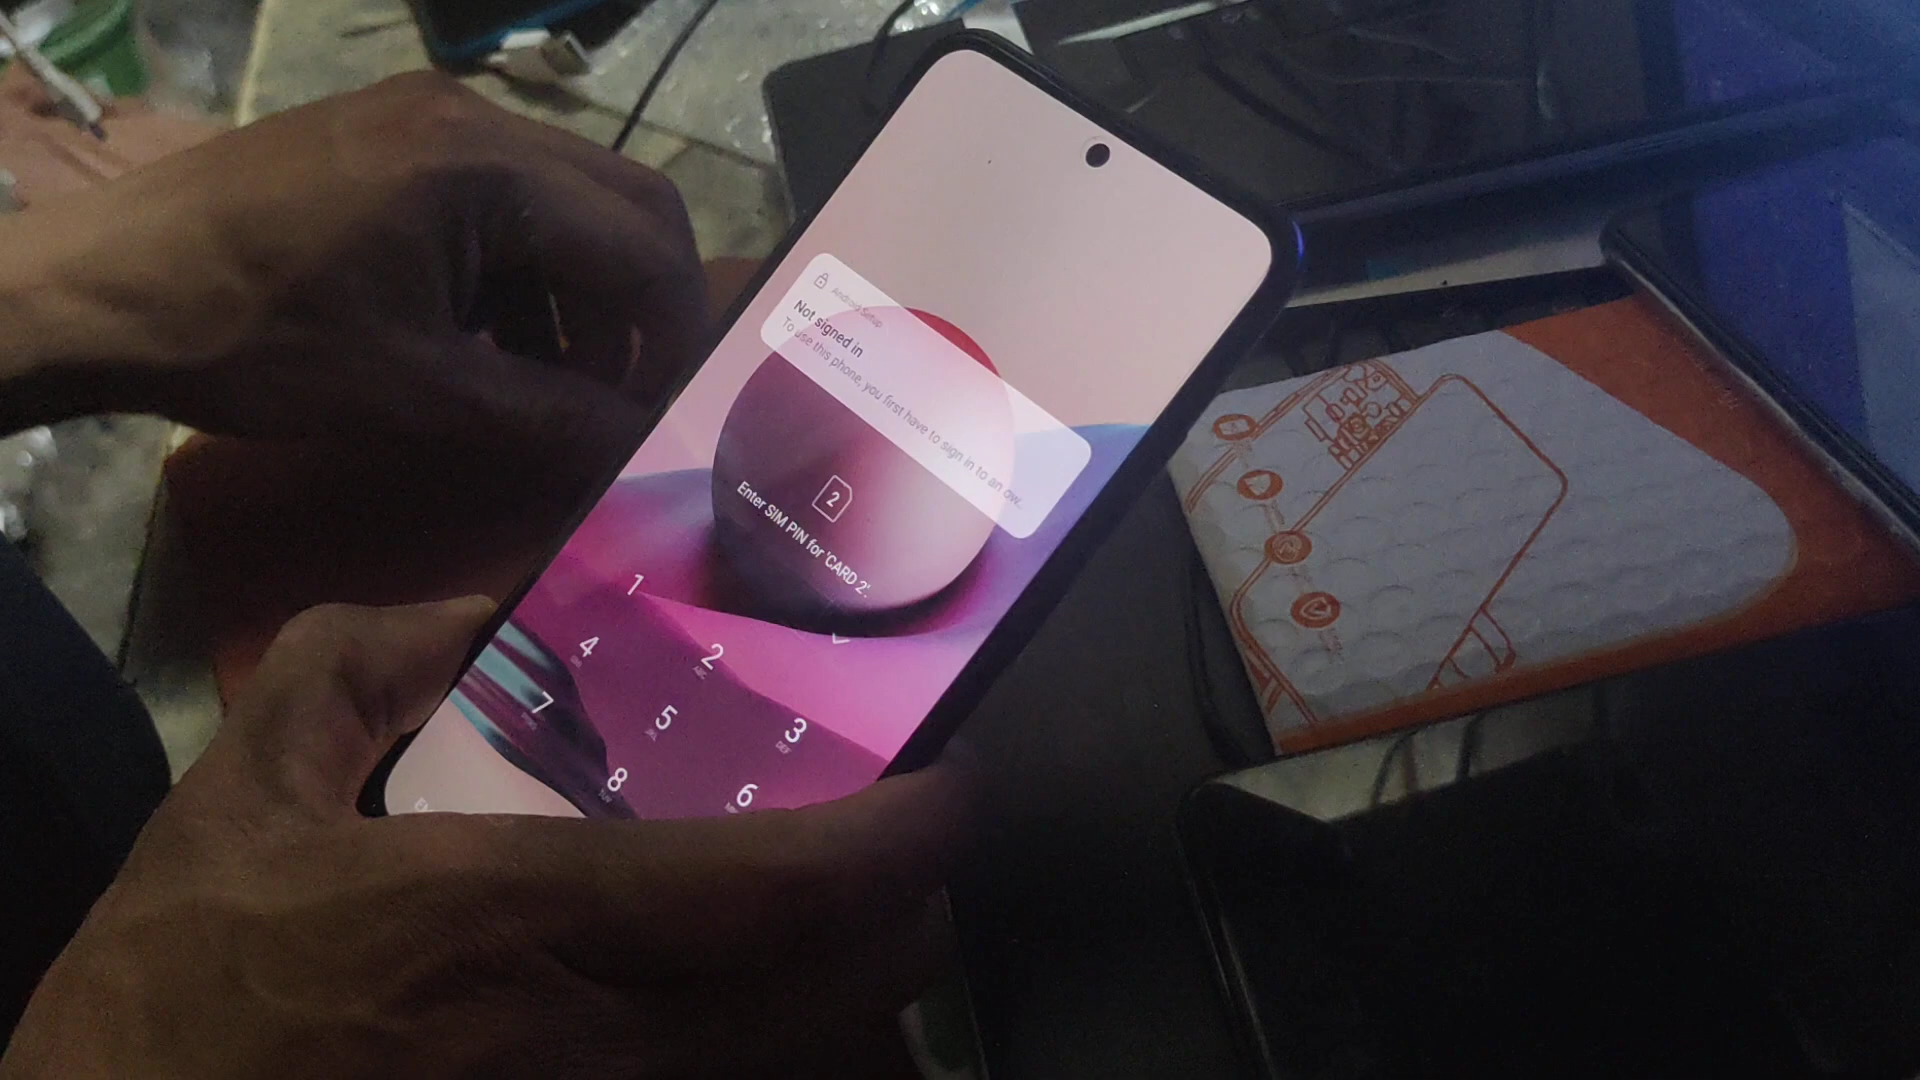 Android Setup
Not signed in
To use this phone, you first have to sign in to an ow...
2
Enter SIM PIN for 'CARD 2'.
1
2 ABC
3 DEF
4
5 JKL
6
7
8 TUV